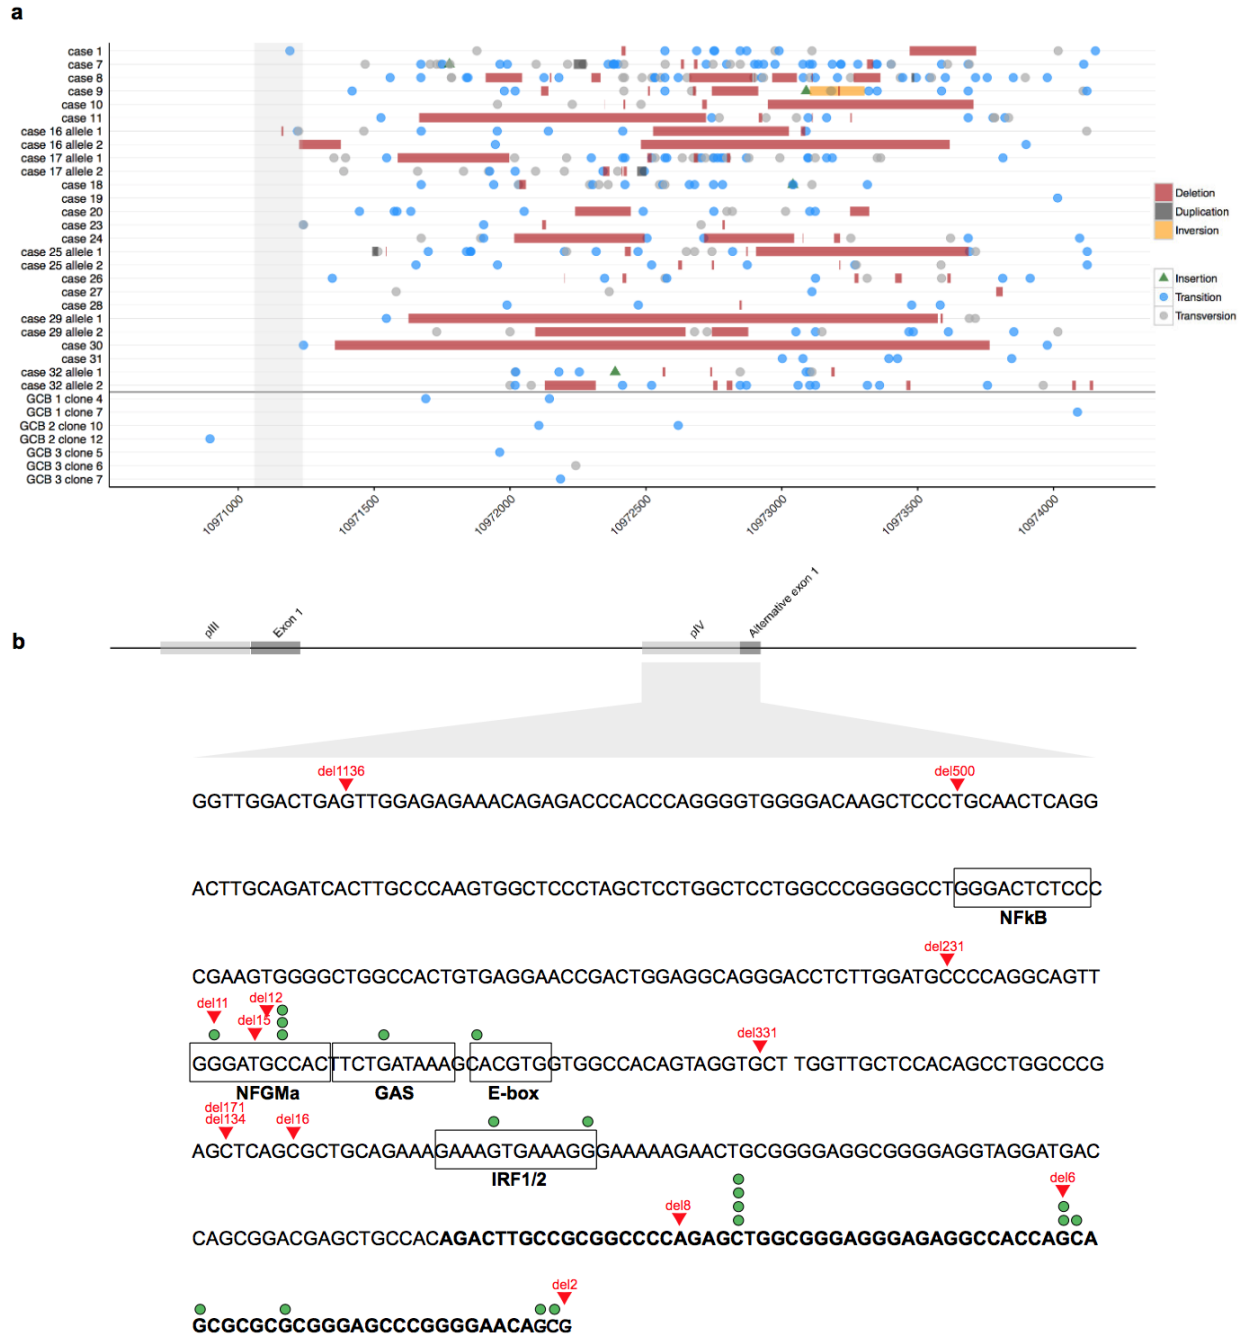 a
case 1
case 7
case 8
case 9
case 10
case 11
case 16 allele 1
case 16 allele 2
case 17 allele 1
case 17 allele 2
case 18
case 19
case 20
case 23
case 24
case 25 allele 1
case 25 allele 2
case 26
case 27
case 28
case 29 allele 1
case 29 allele 2
case 30
case 31
case 32 allele 1
case 32 allele 2
GCB 1 clone 4
GCB 1 clone 7
GCB 2 clone 10
GCB 2 clone 12
GCB 3 clone 5
GCB 3 clone 6
GCB 3 clone 7
Deletion
Duplication
Inversion
Insertion
Transition
Transversion
10971000 10971500 10972000 10972500 10973000 10973500 10974000
b
pIII Exon 1 pIV Alternative exon 1
del1136 del500
GGTTGGACTGAGTTGGAGAGAAACAGAGACCCACCCAGGGGTGGGGACAAGCTCCCTGCAACTCAGG
ACTTGCAGATCACTTGCCCAAGTGGCTCCCTAGCTCCTGGCTCCTGGCCCGGGGCCTGGGACTCTCCC
NFkB
del231
CGAAGTGGGGCTGGCCACTGTGAGGAACCGACTGGAGGCAGGGACCTCTTGGATGCCCCAGGCAGTT
del11 del12
del15 del331
GGGATGCCACTTCTGATAAAGCACGTGGTGGCCACAGTAGGTGCT TGGTTGCTCCACAGCCTGGCCCG
NFGMa GAS E-box
del171
del134 del16
AGCTCAGCGCTGCAGAAAGAAAGTGAAAGGGAAAAAGAACTGCGGGGAGGCGGGGAGGTAGGATGAC
IRF1/2
del8 del6
CAGCGGACGAGCTGCCACAGACTTGCCGCGGCCCCAGAGCTGGCGGGAGGGAGAGGCCACCAGCA
del2
GCGCGCGCGGGAGCCCGGGGAACAGCG